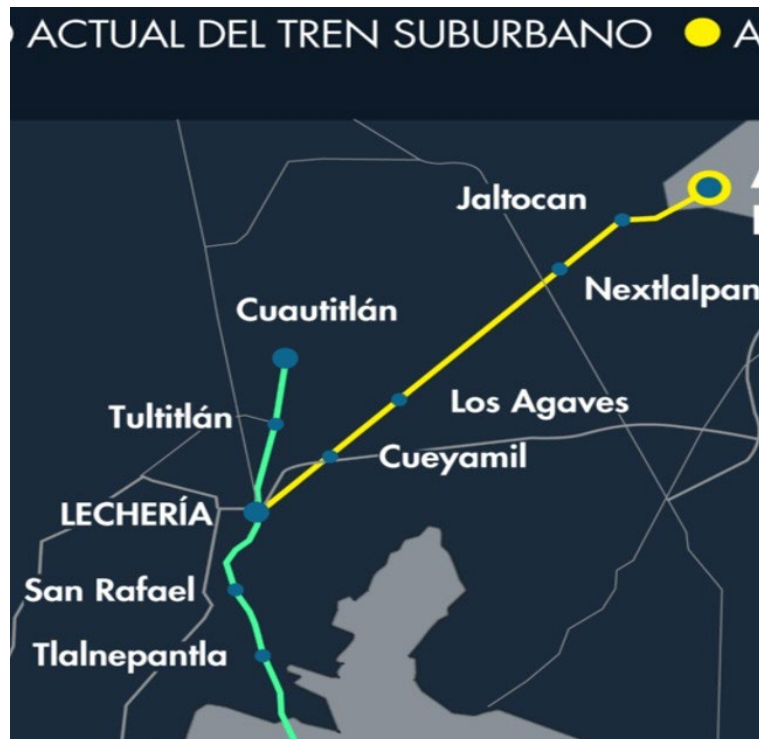 ACTUAL DEL TREN SUBURBANO
Jaltocan
Nextlalpan
Cuautitlán
Los Agaves
Tultitlán
Cueyamil
LECHERÍA
San Rafael
Tlalnepantla